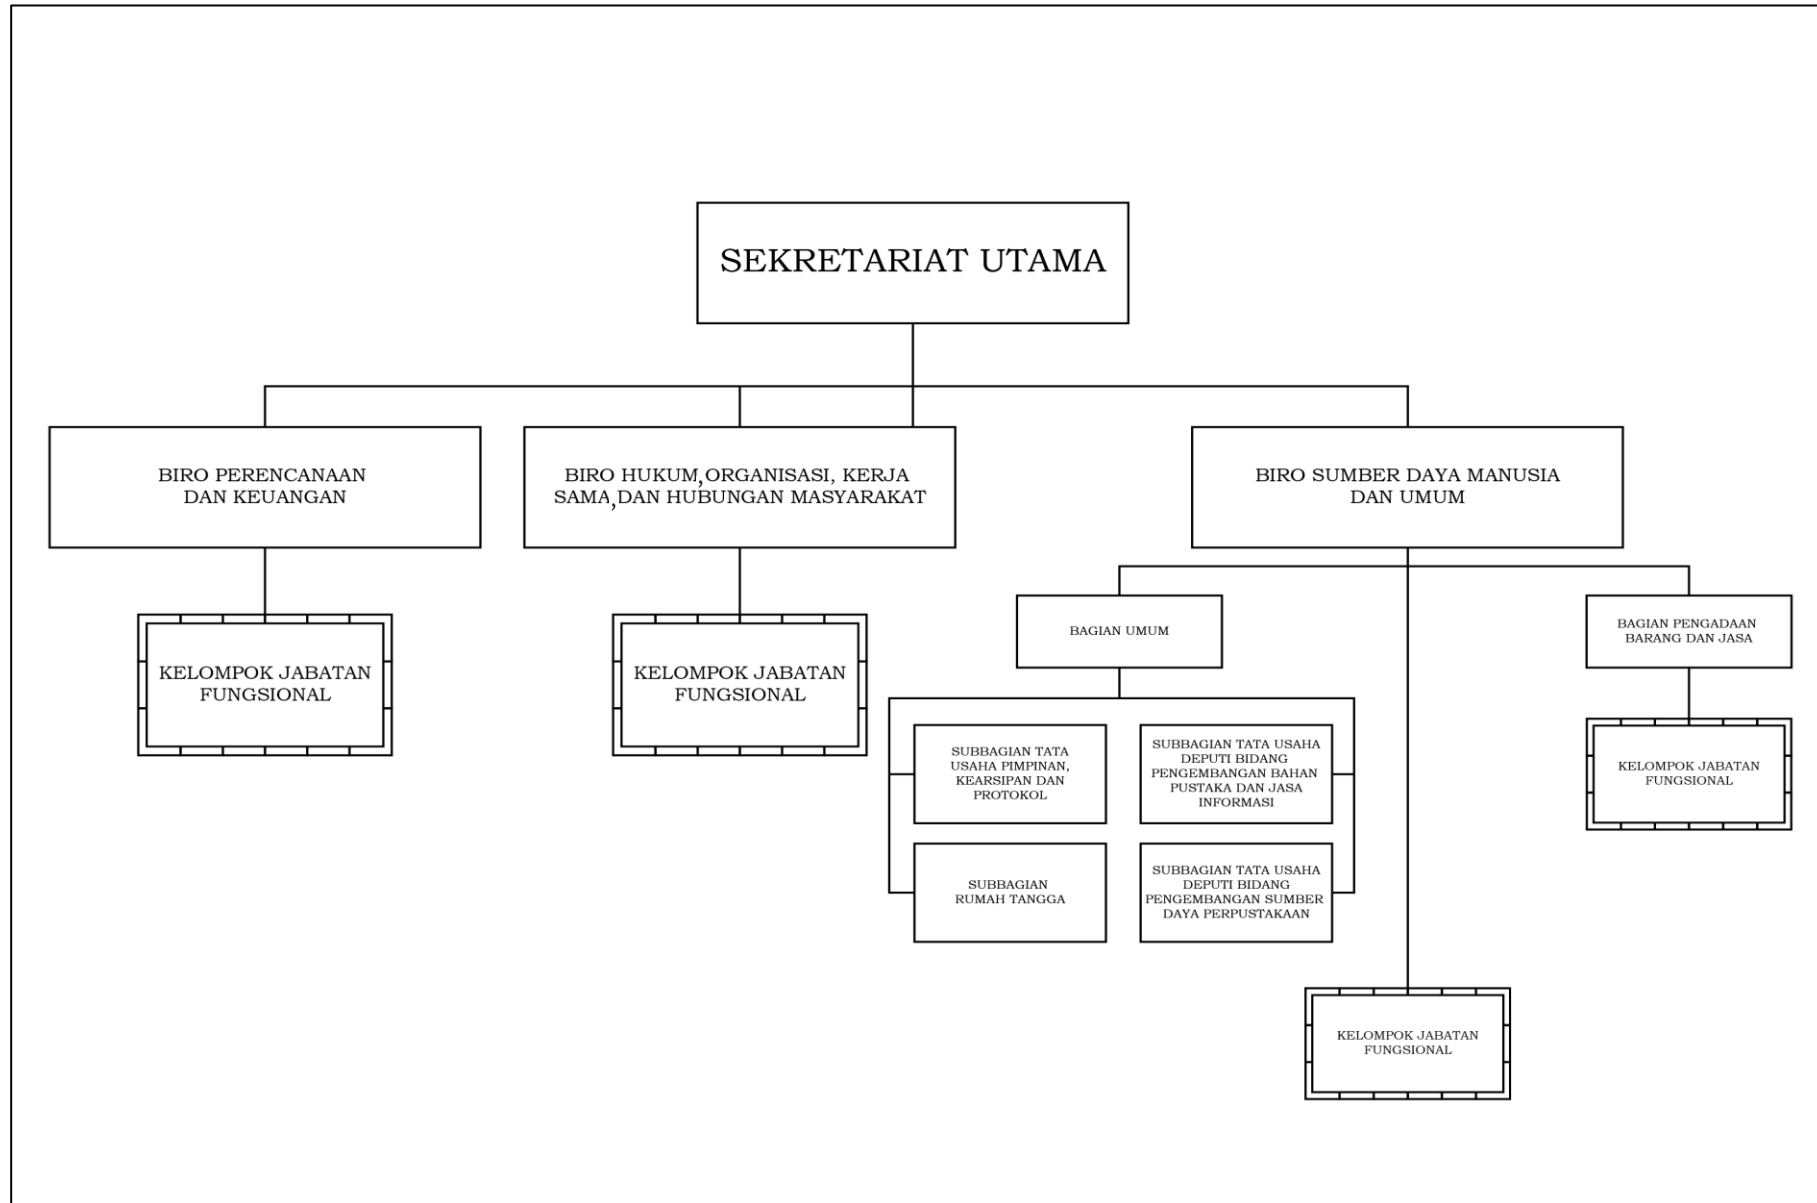 SEKRETARIAT UTAMA
BIRO PERENCANAAN
DAN KEUANGAN
BIRO HUKUM,ORGANISASI, KERJA
SAMA,DAN HUBUNGAN MASYARAKAT
BIRO SUMBER DAYA MANUSIA
DAN UMUM
KELOMPOK JABATAN
FUNGSIONAL
KELOMPOK JABATAN
FUNGSIONAL
BAGIAN UMUM
BAGIAN PENGADAAN
BARANG DAN JASA
SUBBAGIAN TATA
USAHA PIMPINAN,
KEARSIPAN DAN
PROTOKOL
SUBBAGIAN TATA USAHA
DEPUTI BIDANG
PENGEMBANGAN BAHAN
PUSTAKA DAN JASA
INFORMASI
KELOMPOK JABATAN
FUNGSIONAL
SUBBAGIAN
RUMAH TANGGA
SUBBAGIAN TATA USAHA
DEPUTI BIDANG
PENGEMBANGAN SUMBER
DAYA PERPUSTAKAAN
KELOMPOK JABATAN
FUNGSIONAL